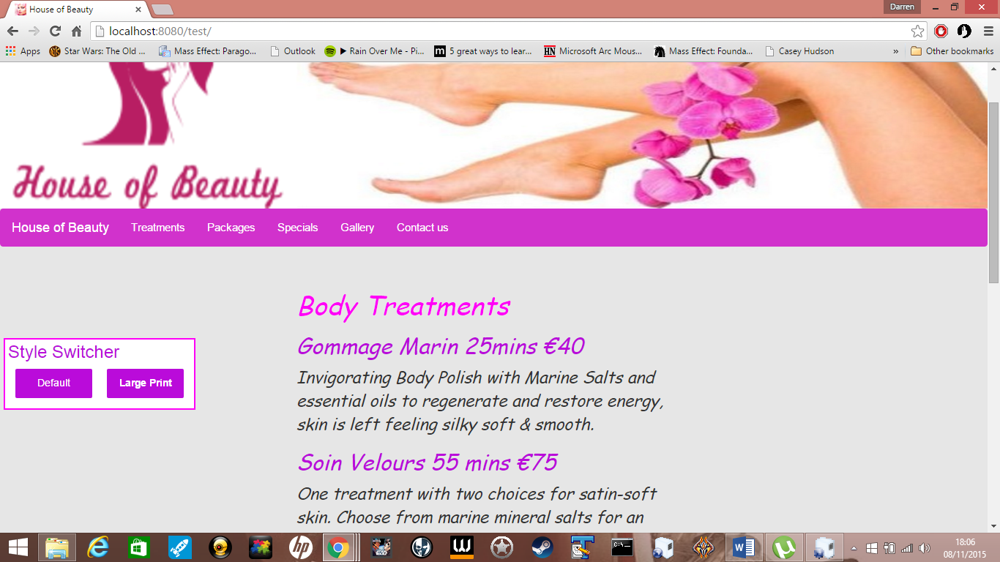 House of Beauty
Darren
localhost:8080/test/
Apps
Star Wars: The Old ...
Mass Effect: Parago...
Outlook
Rain Over Me - Pi...
m
5 great ways to lear...
HN
Microsoft Arc Mous...
Mass Effect: Founda...
Casey Hudson
»
Other bookmarks
House of Beauty
House of Beauty
Treatments
Packages
Specials
Gallery
Contact us
Body Treatments
Gommage Marin 25mins €40
Invigorating Body Polish with Marine Salts and
essential oils to regenerate and restore energy,
skin is left feeling silky soft & smooth.
Style Switcher
Default
Large Print
Soin Velours 55 mins €75
One treatment with two choices for satin-soft
skin. Choose from marine mineral salts for an
hp
W
C:\
W
µ
18:06
08/11/2015